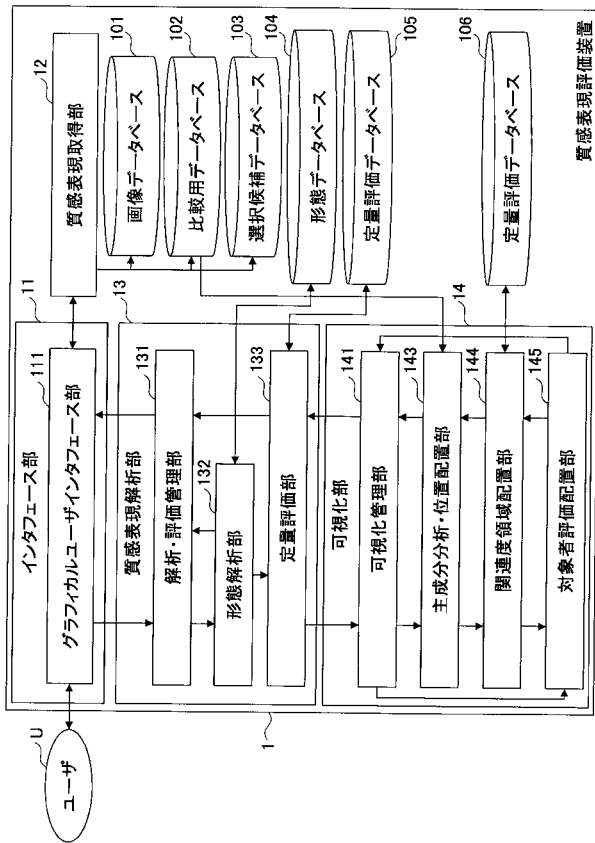 質感表現評価装置
1
U
ユーザ
11
インタフェース部
111
グラフィカルユーザインタフェース部
12
質感表現取得部
101
画像データベース
102
比較用データベース
103
選択候補データベース
104
形態データベース
105
定量評価データベース
106
定量評価データベース
13
質感表現解析部
131
解析・評価管理部
132
形態解析部
133
定量評価部
14
可視化部
141
可視化管理部
143
主成分分析・位置配置部
144
関連度領域配置部
145
対象者評価配置部